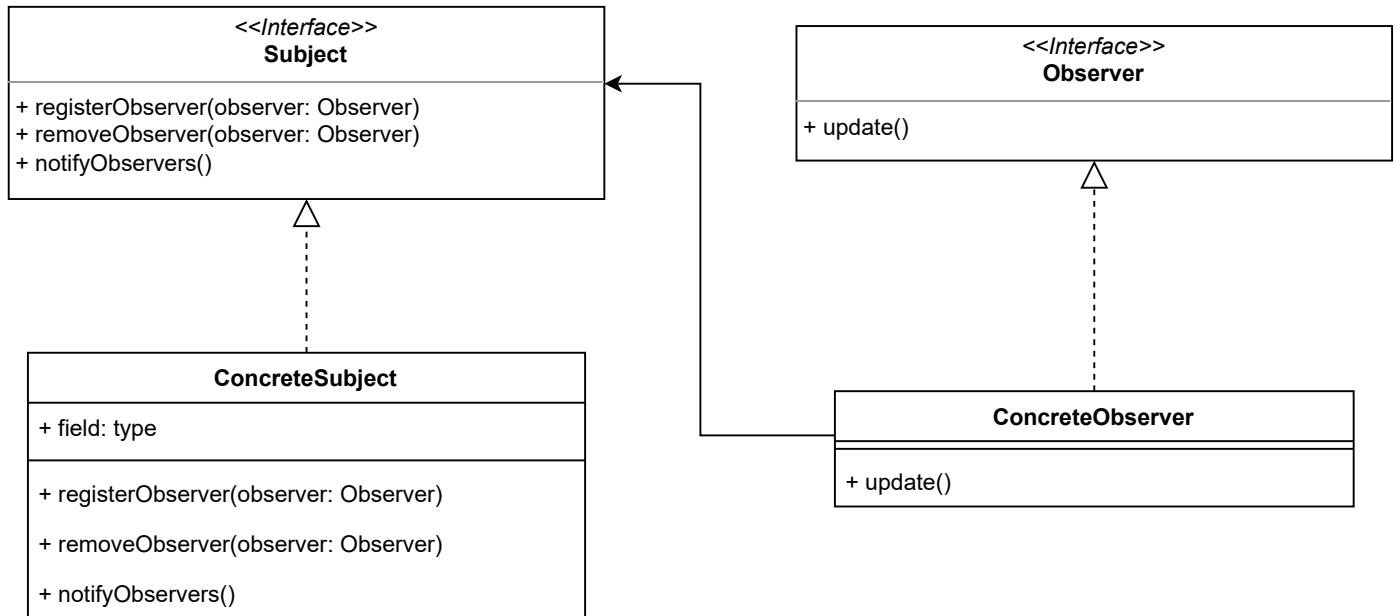 <<Interface>>
Subject
+ registerObserver(observer: Observer)
+ removeObserver(observer: Observer)
+ notifyObservers()
<<Interface>>
Observer
+ update()
ConcreteSubject
+ field: type
+ registerObserver(observer: Observer)
+ removeObserver(observer: Observer)
+ notifyObservers()
ConcreteObserver
+ update()